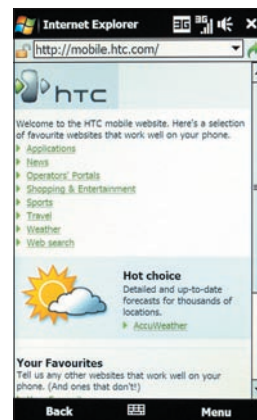 Internet Explorer
http://mobile.htc.com/
hTC
Welcome to the HTC mobile website. Here's a selection
of favourite websites that work well on your phone.
Applications
News
Operators' Portals
Shopping & Entertainment
Sports
Travel
Weather
Web search
Hot choice
Detailed and up-to-date
forecasts for thousands of
locations.
AccuWeather
Your Favourites
Tell us any other websites that work well on your
phone. (And ones that don't!)
Back Menu